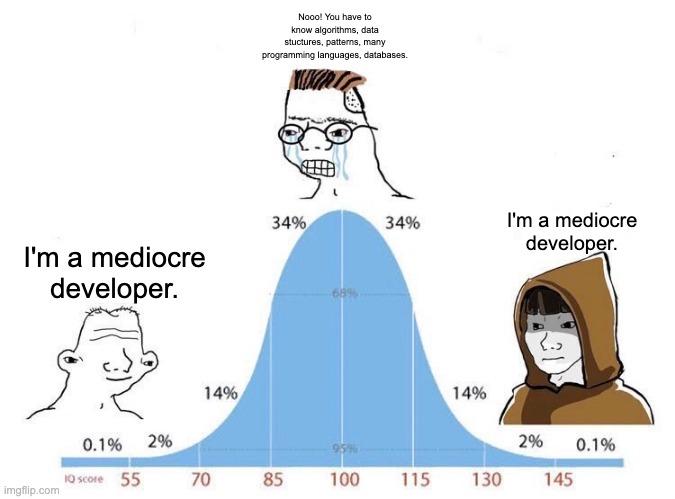 Nooo! You have to
know algorithms, data
stuctures, patterns, many
programming languages, databases.
I'm a mediocre
developer.
I'm a mediocre
developer.
34% 34%
68%
14% 14%
0.1% 2% 95% 2% 0.1%
IQ score 55 70 85 100 115 130 145
imgflip.com